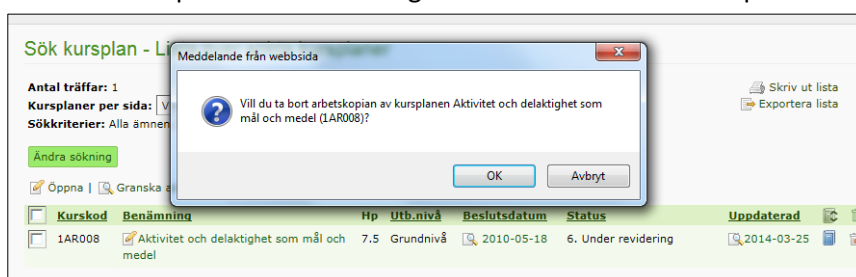 Sök kursplan - Li
Meddelande från webbsida
Antal träffar: 1
Kursplaner per sida: V
Sökkriterier: Alla ämnen
Skriv ut lista
Exportera lista
Vill du ta bort arbetskopian av kursplanen Aktivitet och delaktighet som
mål och medel (1AR008)?
Ändra sökning
OK Avbryt
Öppna | Granska
Kurskod Benämning Hp Utb.nivå Beslutsdatum Status Uppdaterad
1AR008 Aktivitet och delaktighet som mål och 7.5 Grundnivå 2010-05-18 6. Under revidering 2014-03-25
medel